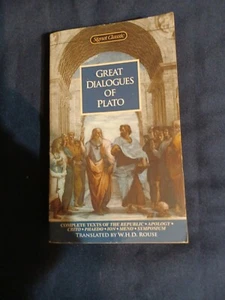 Signet Classic
GREAT
DIALOGUES
OF
PLATO
COMPLETE TEXTS OF THE REPUBLIC • APOLOGY •
CRITO • PHAEDO • ION • MENO • SYMPOSIUM
TRANSLATED BY W.H.D. ROUSE